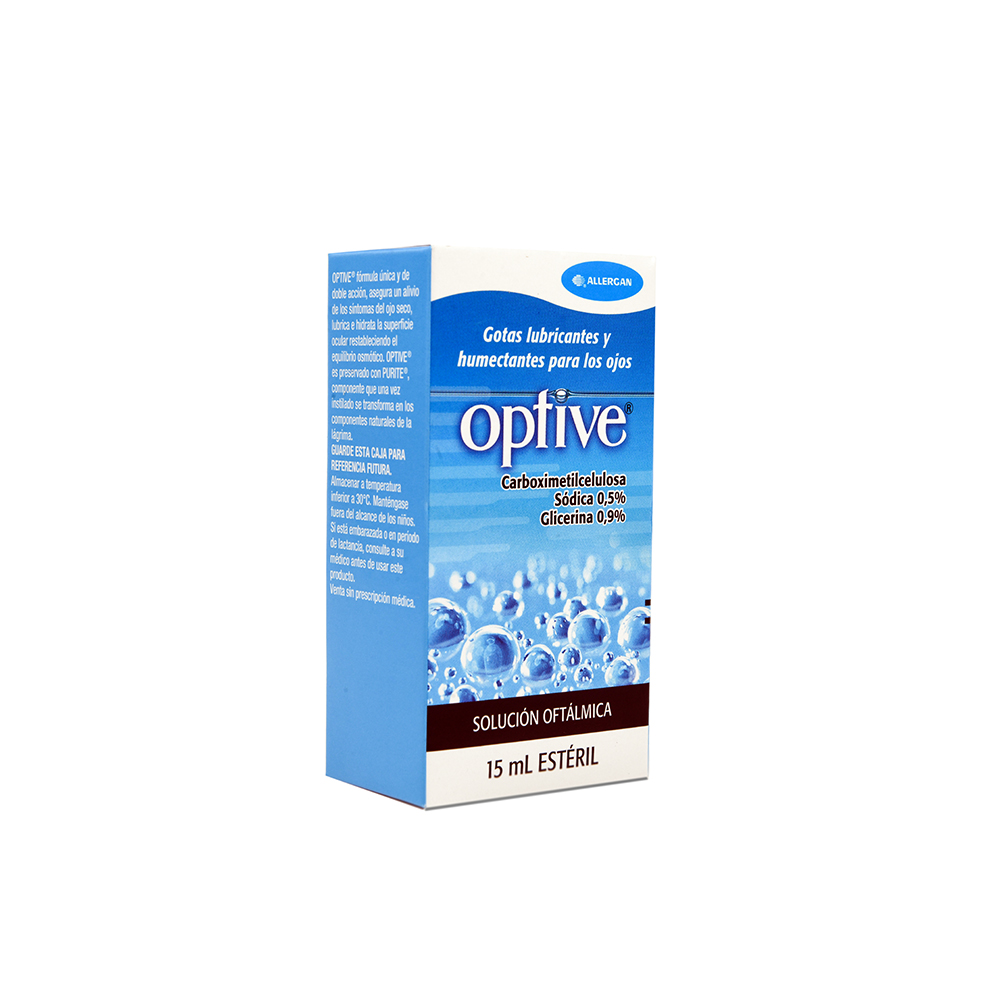 OPTIVE® fórmula única y de
doble acción, asegura un alivio
de los síntomas del ojo seco,
lubrica e hidrata la superficie
ocular restableciendo el
equilibrio osmótico. OPTIVE®
es preservado con PURITE®,
componente que una vez
instilado se transforma en los
componentes naturales de la
lágrima.
GUARDE ESTA CAJA PARA
REFERENCIA FUTURA.
Almacenar a temperatura
inferior a 30°C. Manténgase
fuera del alcance de los niños.
Si está embarazada o en periodo
de lactancia, consulte a su
médico antes de usar este
producto.
Venta sin prescripción médica.
ALLERGAN
Gotas lubricantes y
humectantes para los ojos
optive®
Carboximetilcelulosa
Sódica 0,5%
Glicerina 0,9%
SOLUCIÓN OFTÁLMICA
15 mL ESTÉRIL